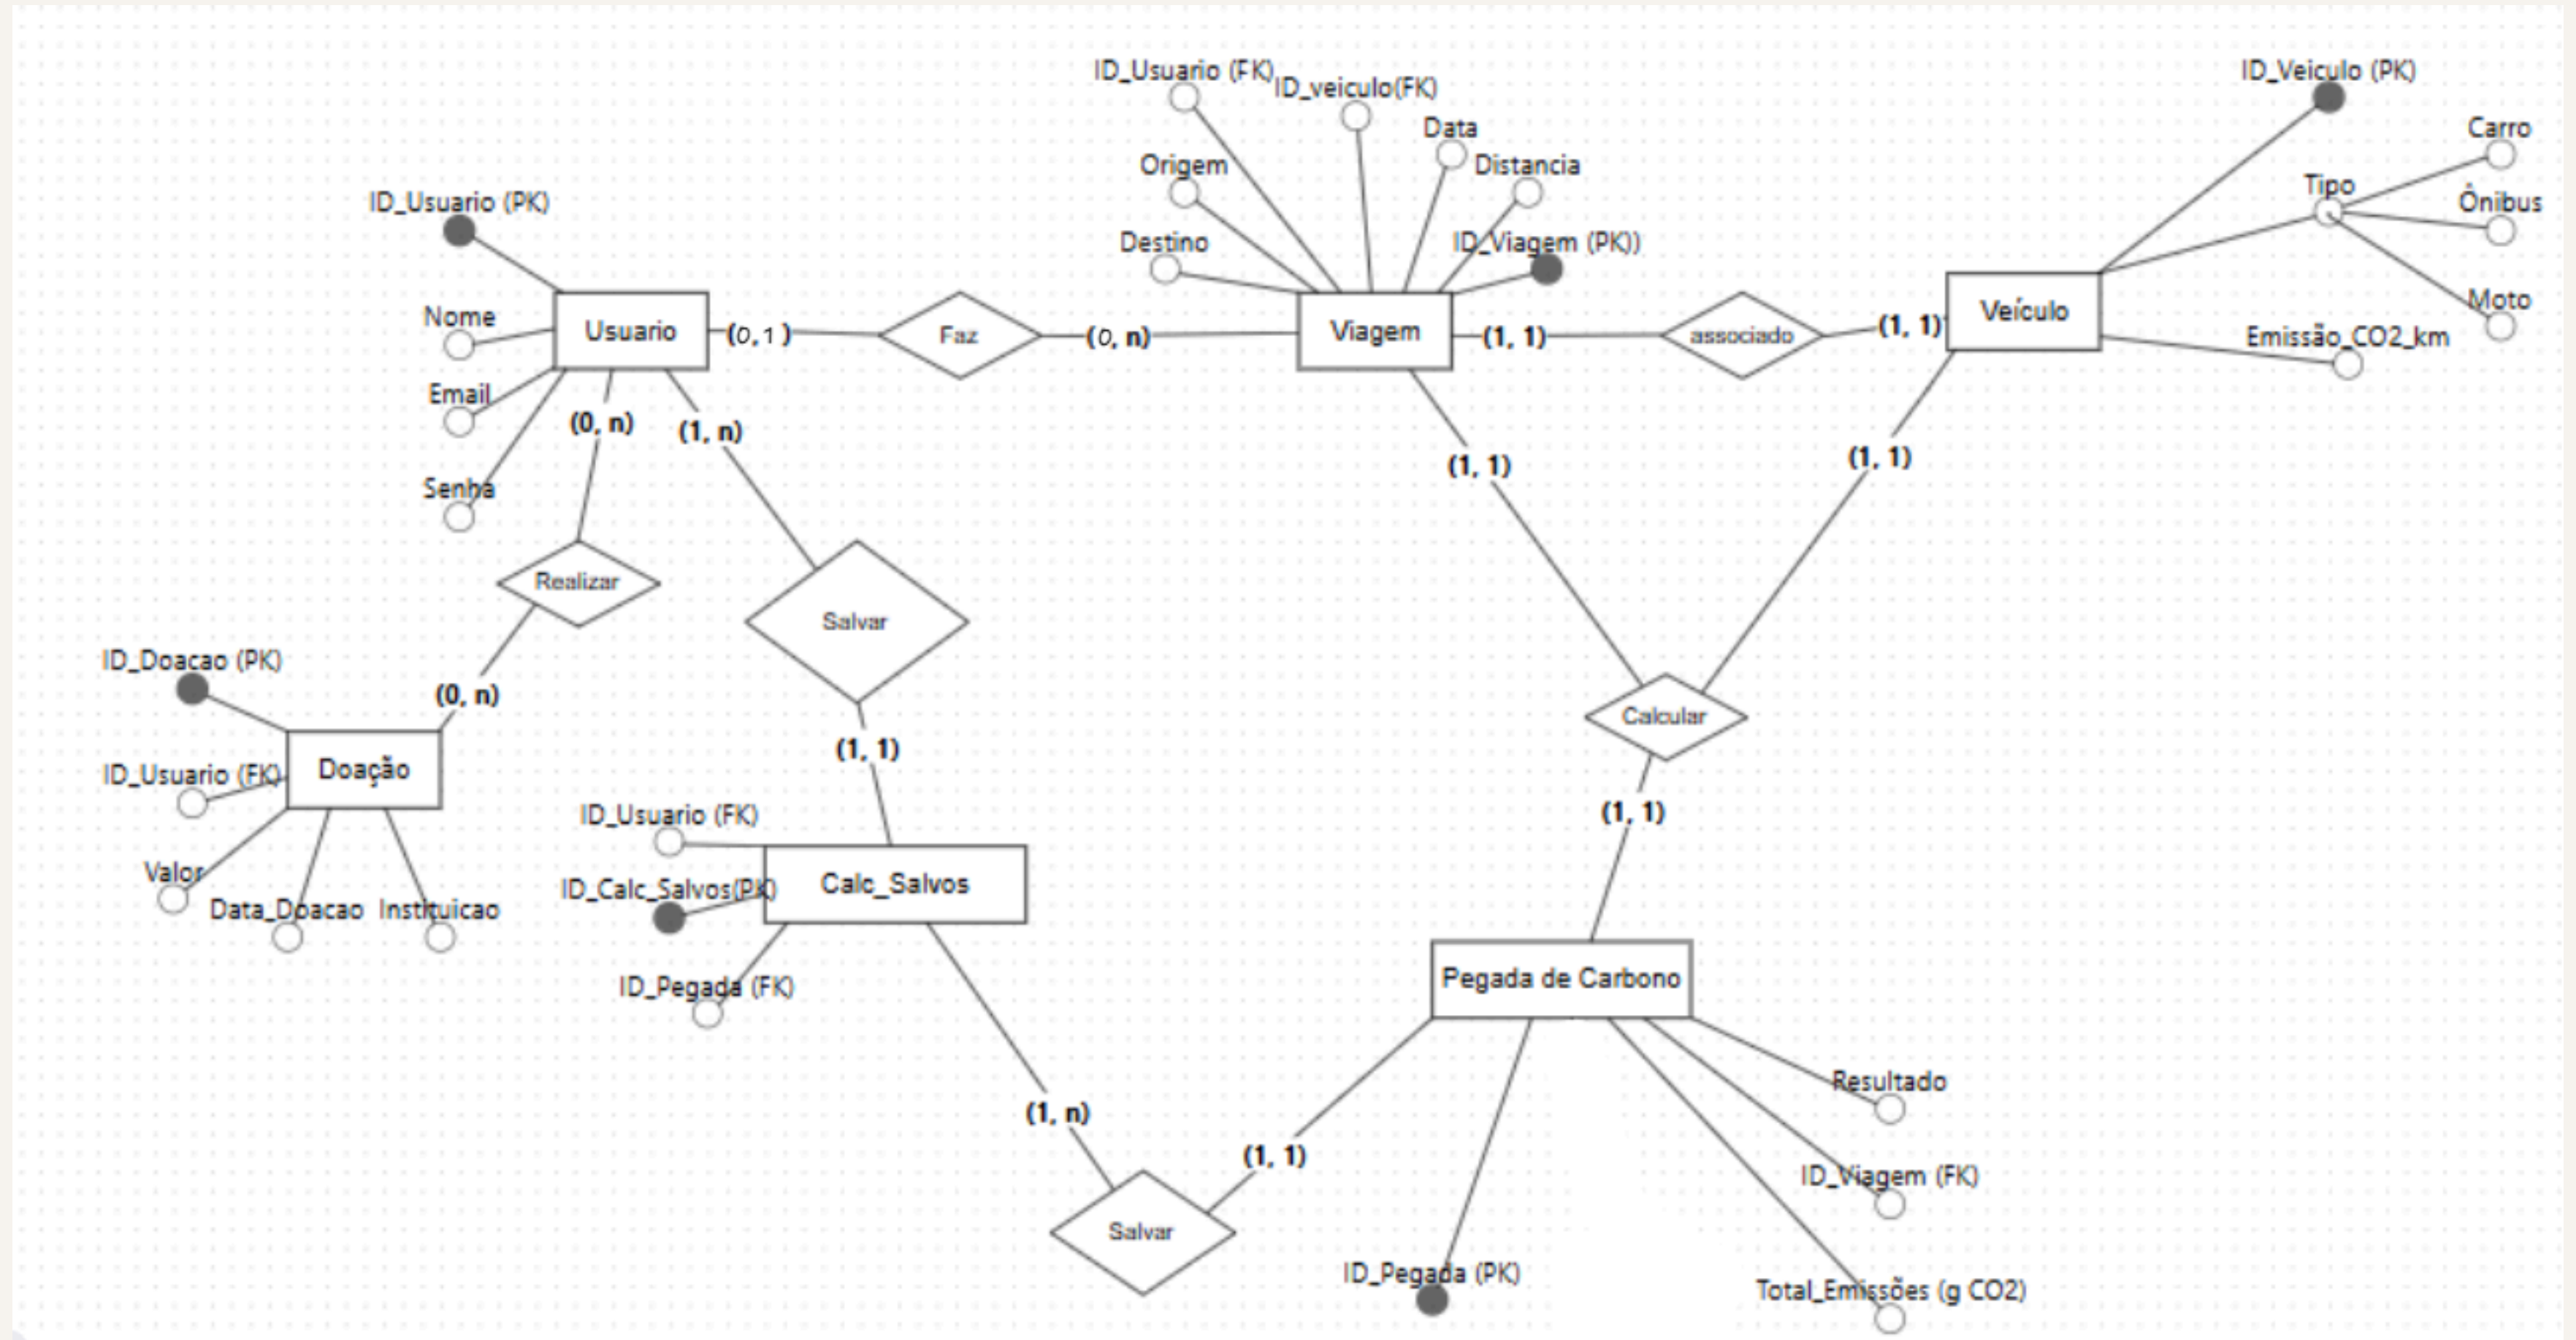 ID_Usuario (FK)
ID_veiculo(FK)
ID_Veiculo (PK)
Data
Carro
Origem
Distancia
Tipo
Ônibus
ID_Usuario (PK)
Destino
ID_Viagem (PK))
Moto
Nome
Usuario
(0,1 )
Faz
(0, n)
Viagem
(1, 1)
associado
(1, 1)
Veículo
Emissão_CO2_km
Email
(0, n)
(1, n)
(1, 1)
(1, 1)
Senha
Realizar
Salvar
ID_Doacao (PK)
(0, n)
Calcular
(1, 1)
ID_Usuario (FK)
Doação
ID_Usuario (FK)
(1, 1)
Valor
ID_Calc_Salvos(PK)
Calc_Salvos
Data_Doacao
Instituicao
ID_Pegada (FK)
Pegada de Carbono
(1, n)
(1, 1)
Resultado
Salvar
ID_Viagem (FK)
ID_Pegada (PK)
Total_Emissões (g CO2)